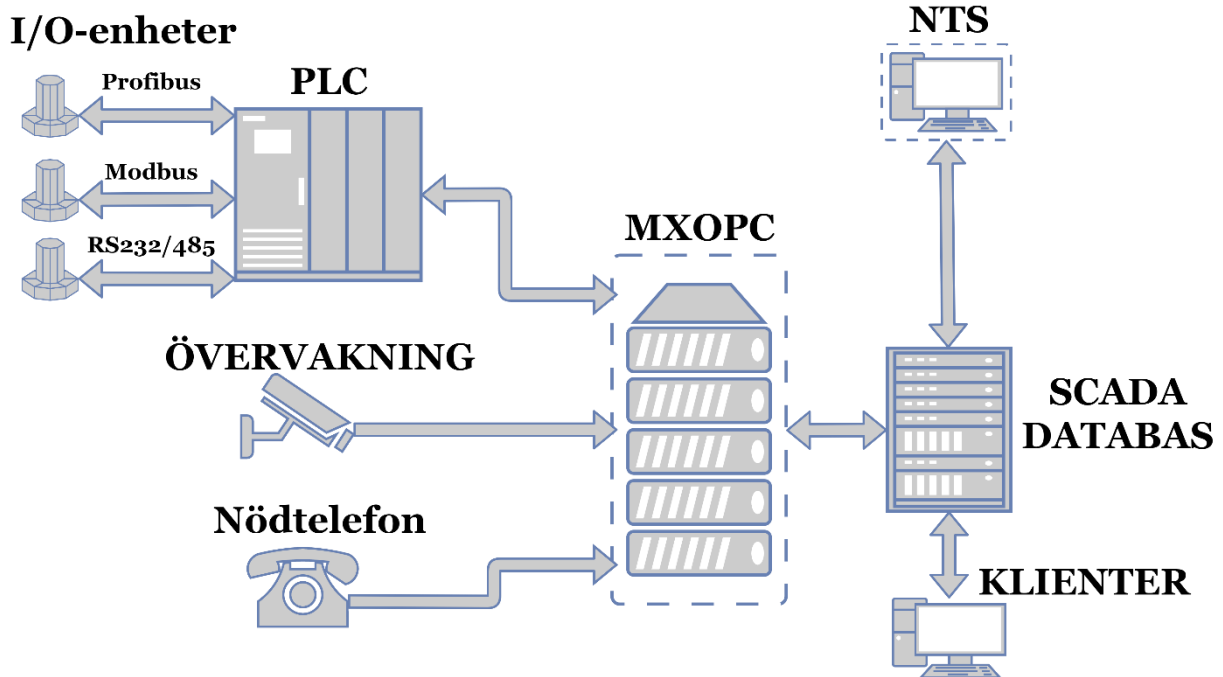 I/O-enheter
Profibus
PLC
Modbus
RS232/485
ÖVERVAKNING
Nödtelefon
MXOPC
NTS
SCADA
DATABAS
KLIENTER